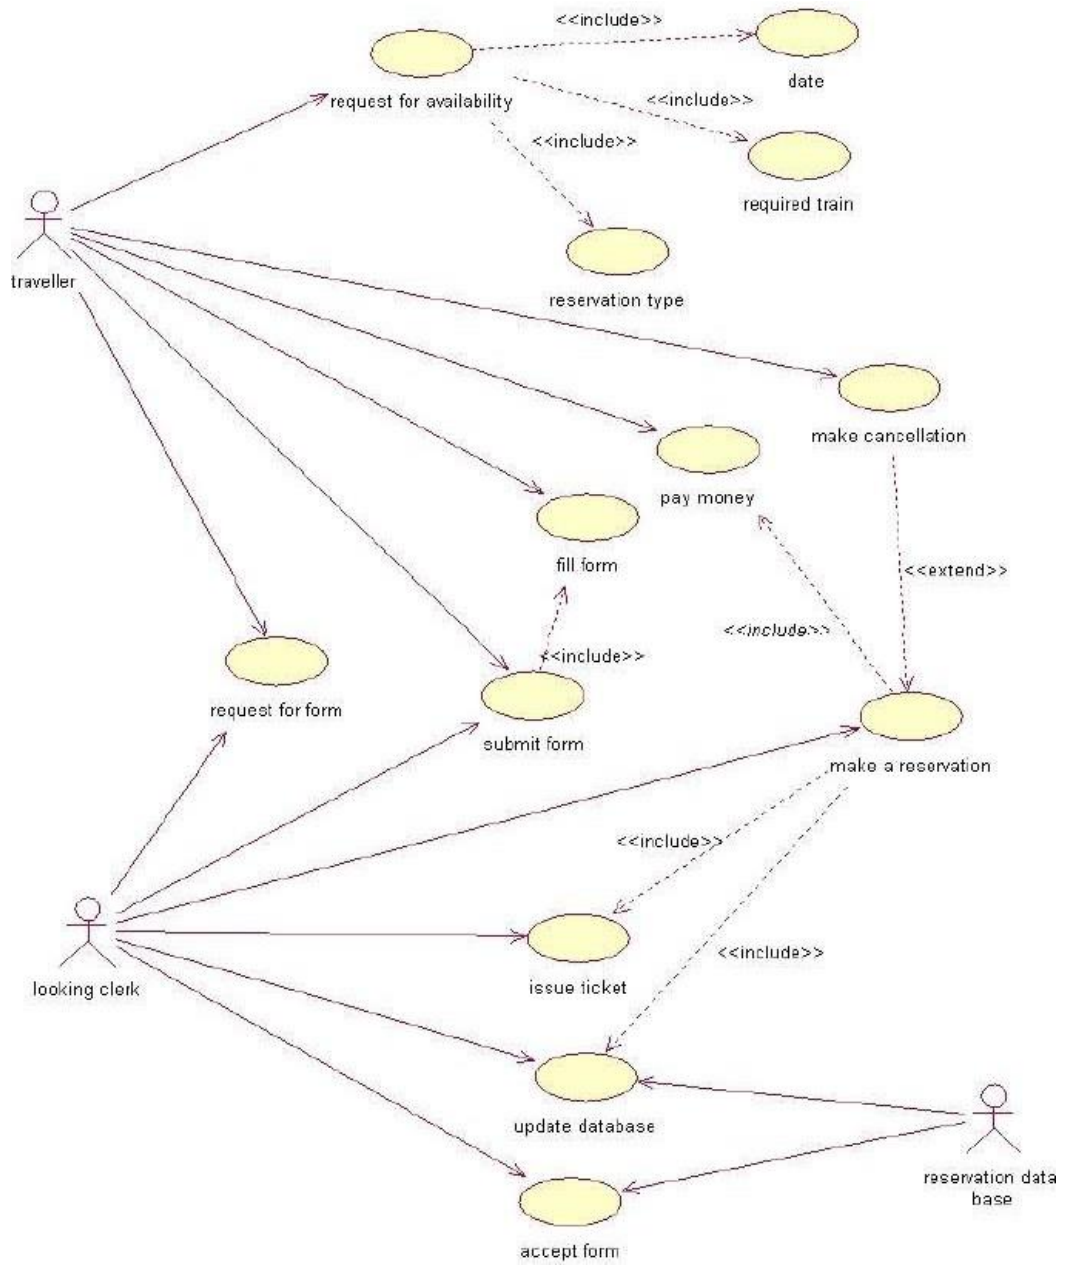 <<include>>
date
request for availability
<<include>>
<<include>>
required train
traveller
reservation type
make cancellation
pay money
fill form
<<extend>>
<<include>>
<<include>>
request for form
submit form
make a reservation
<<include>>
<<include>>
issue ticket
looking clerk
update database
reservation data
base
accept form